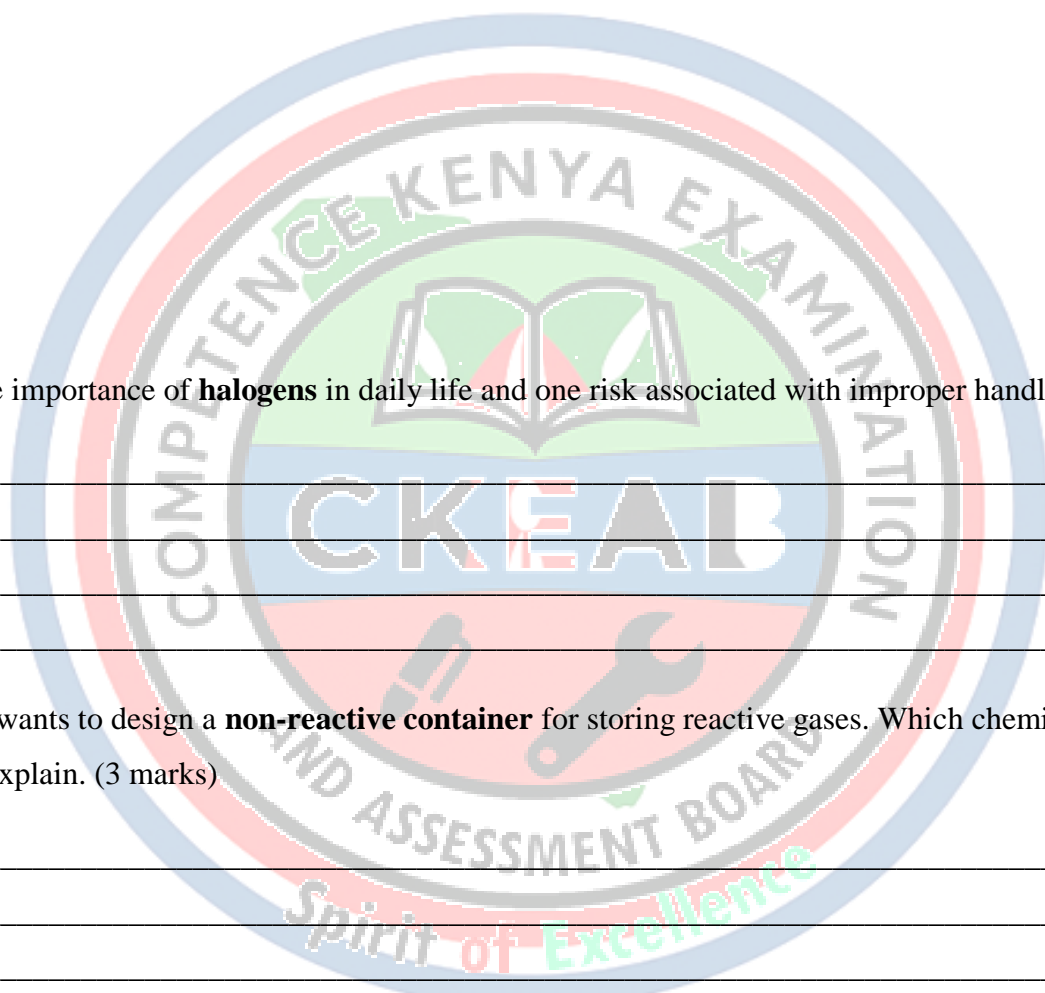 COMPETENCE KENYA EXAMINATION
e importance of halogens in daily life and one risk associated with improper handl
CKEAB
wants to design a non-reactive container for storing reactive gases. Which chemi
xplain. (3 marks)
AND ASSESSMENT BOARD
Spirit of Excellence